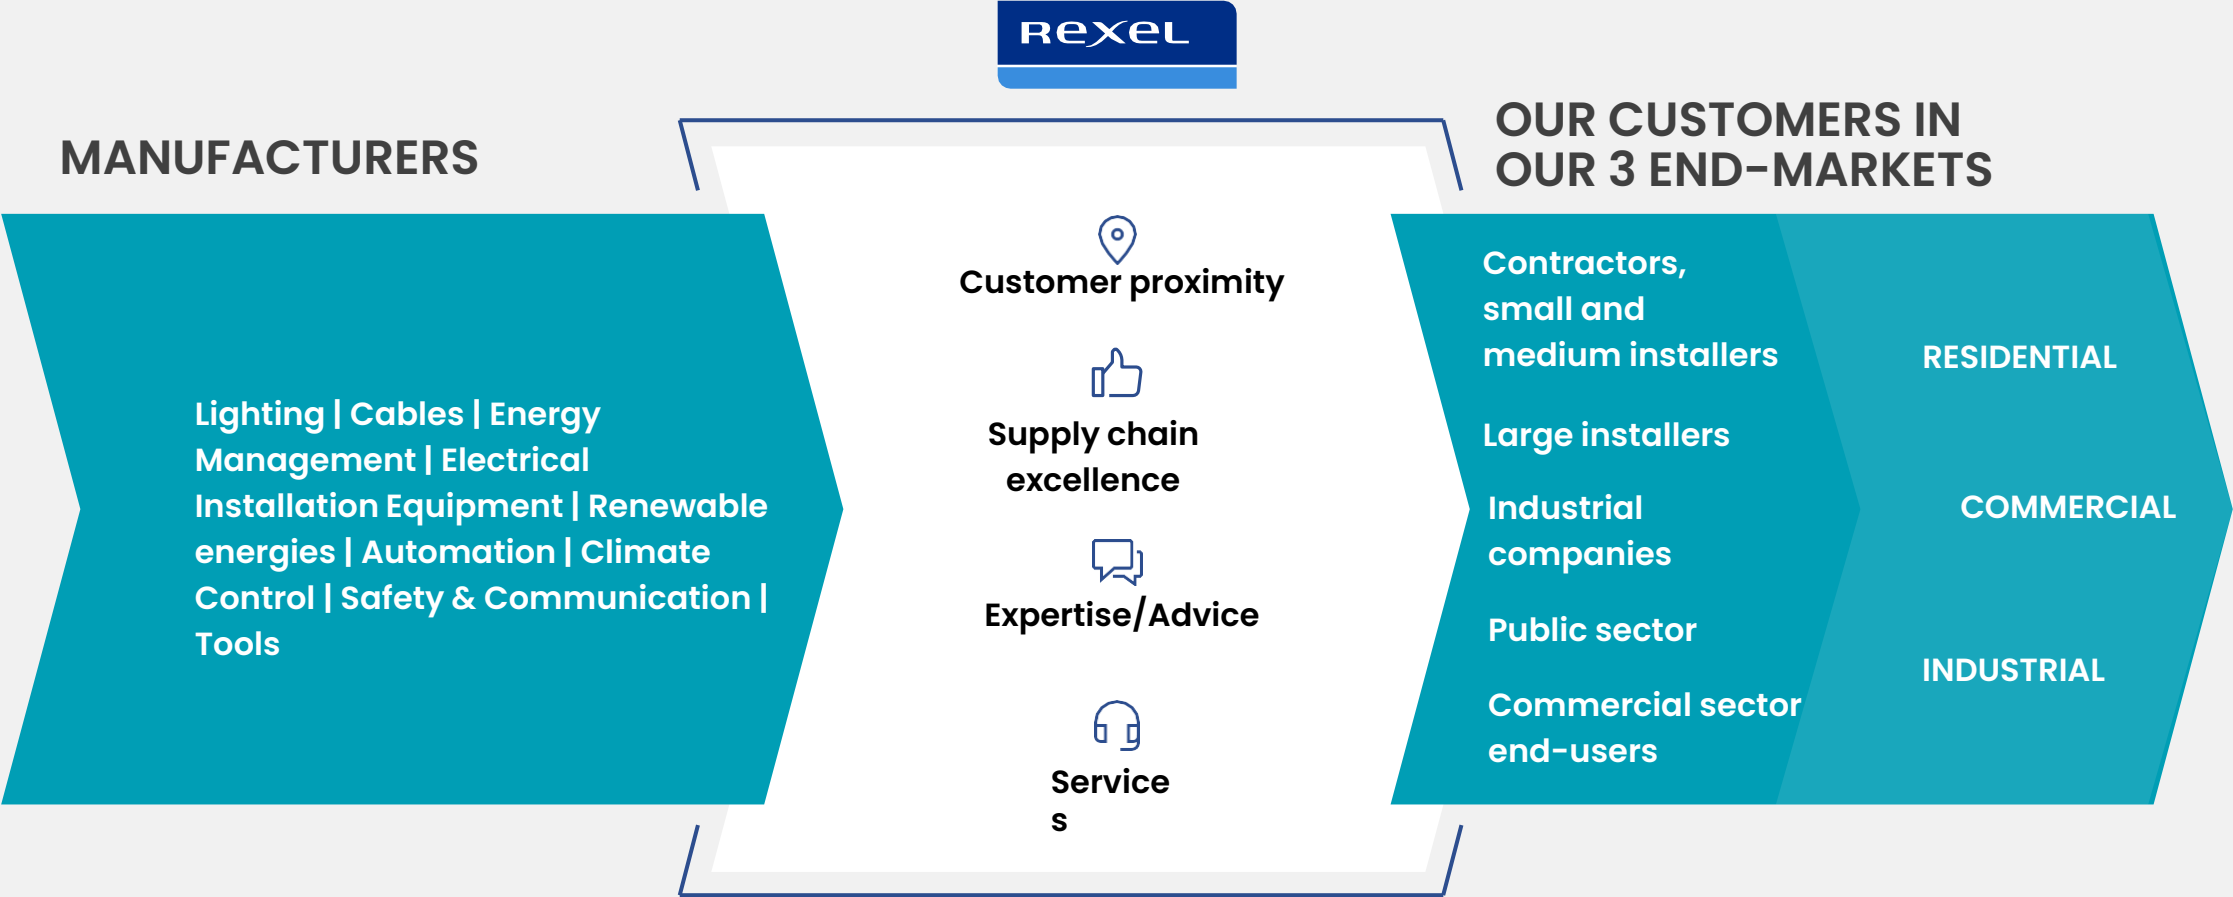 REXEL
MANUFACTURERS
Lighting | Cables | Energy
Management | Electrical
Installation Equipment | Renewable
energies | Automation | Climate
Control | Safety & Communication |
Tools
Customer proximity
Supply chain
excellence
Expertise/Advice
Service
s
OUR CUSTOMERS IN
OUR 3 END-MARKETS
Contractors,
small and
medium installers
Large installers
Industrial
companies
Public sector
Commercial sector
end-users
RESIDENTIAL
COMMERCIAL
INDUSTRIAL